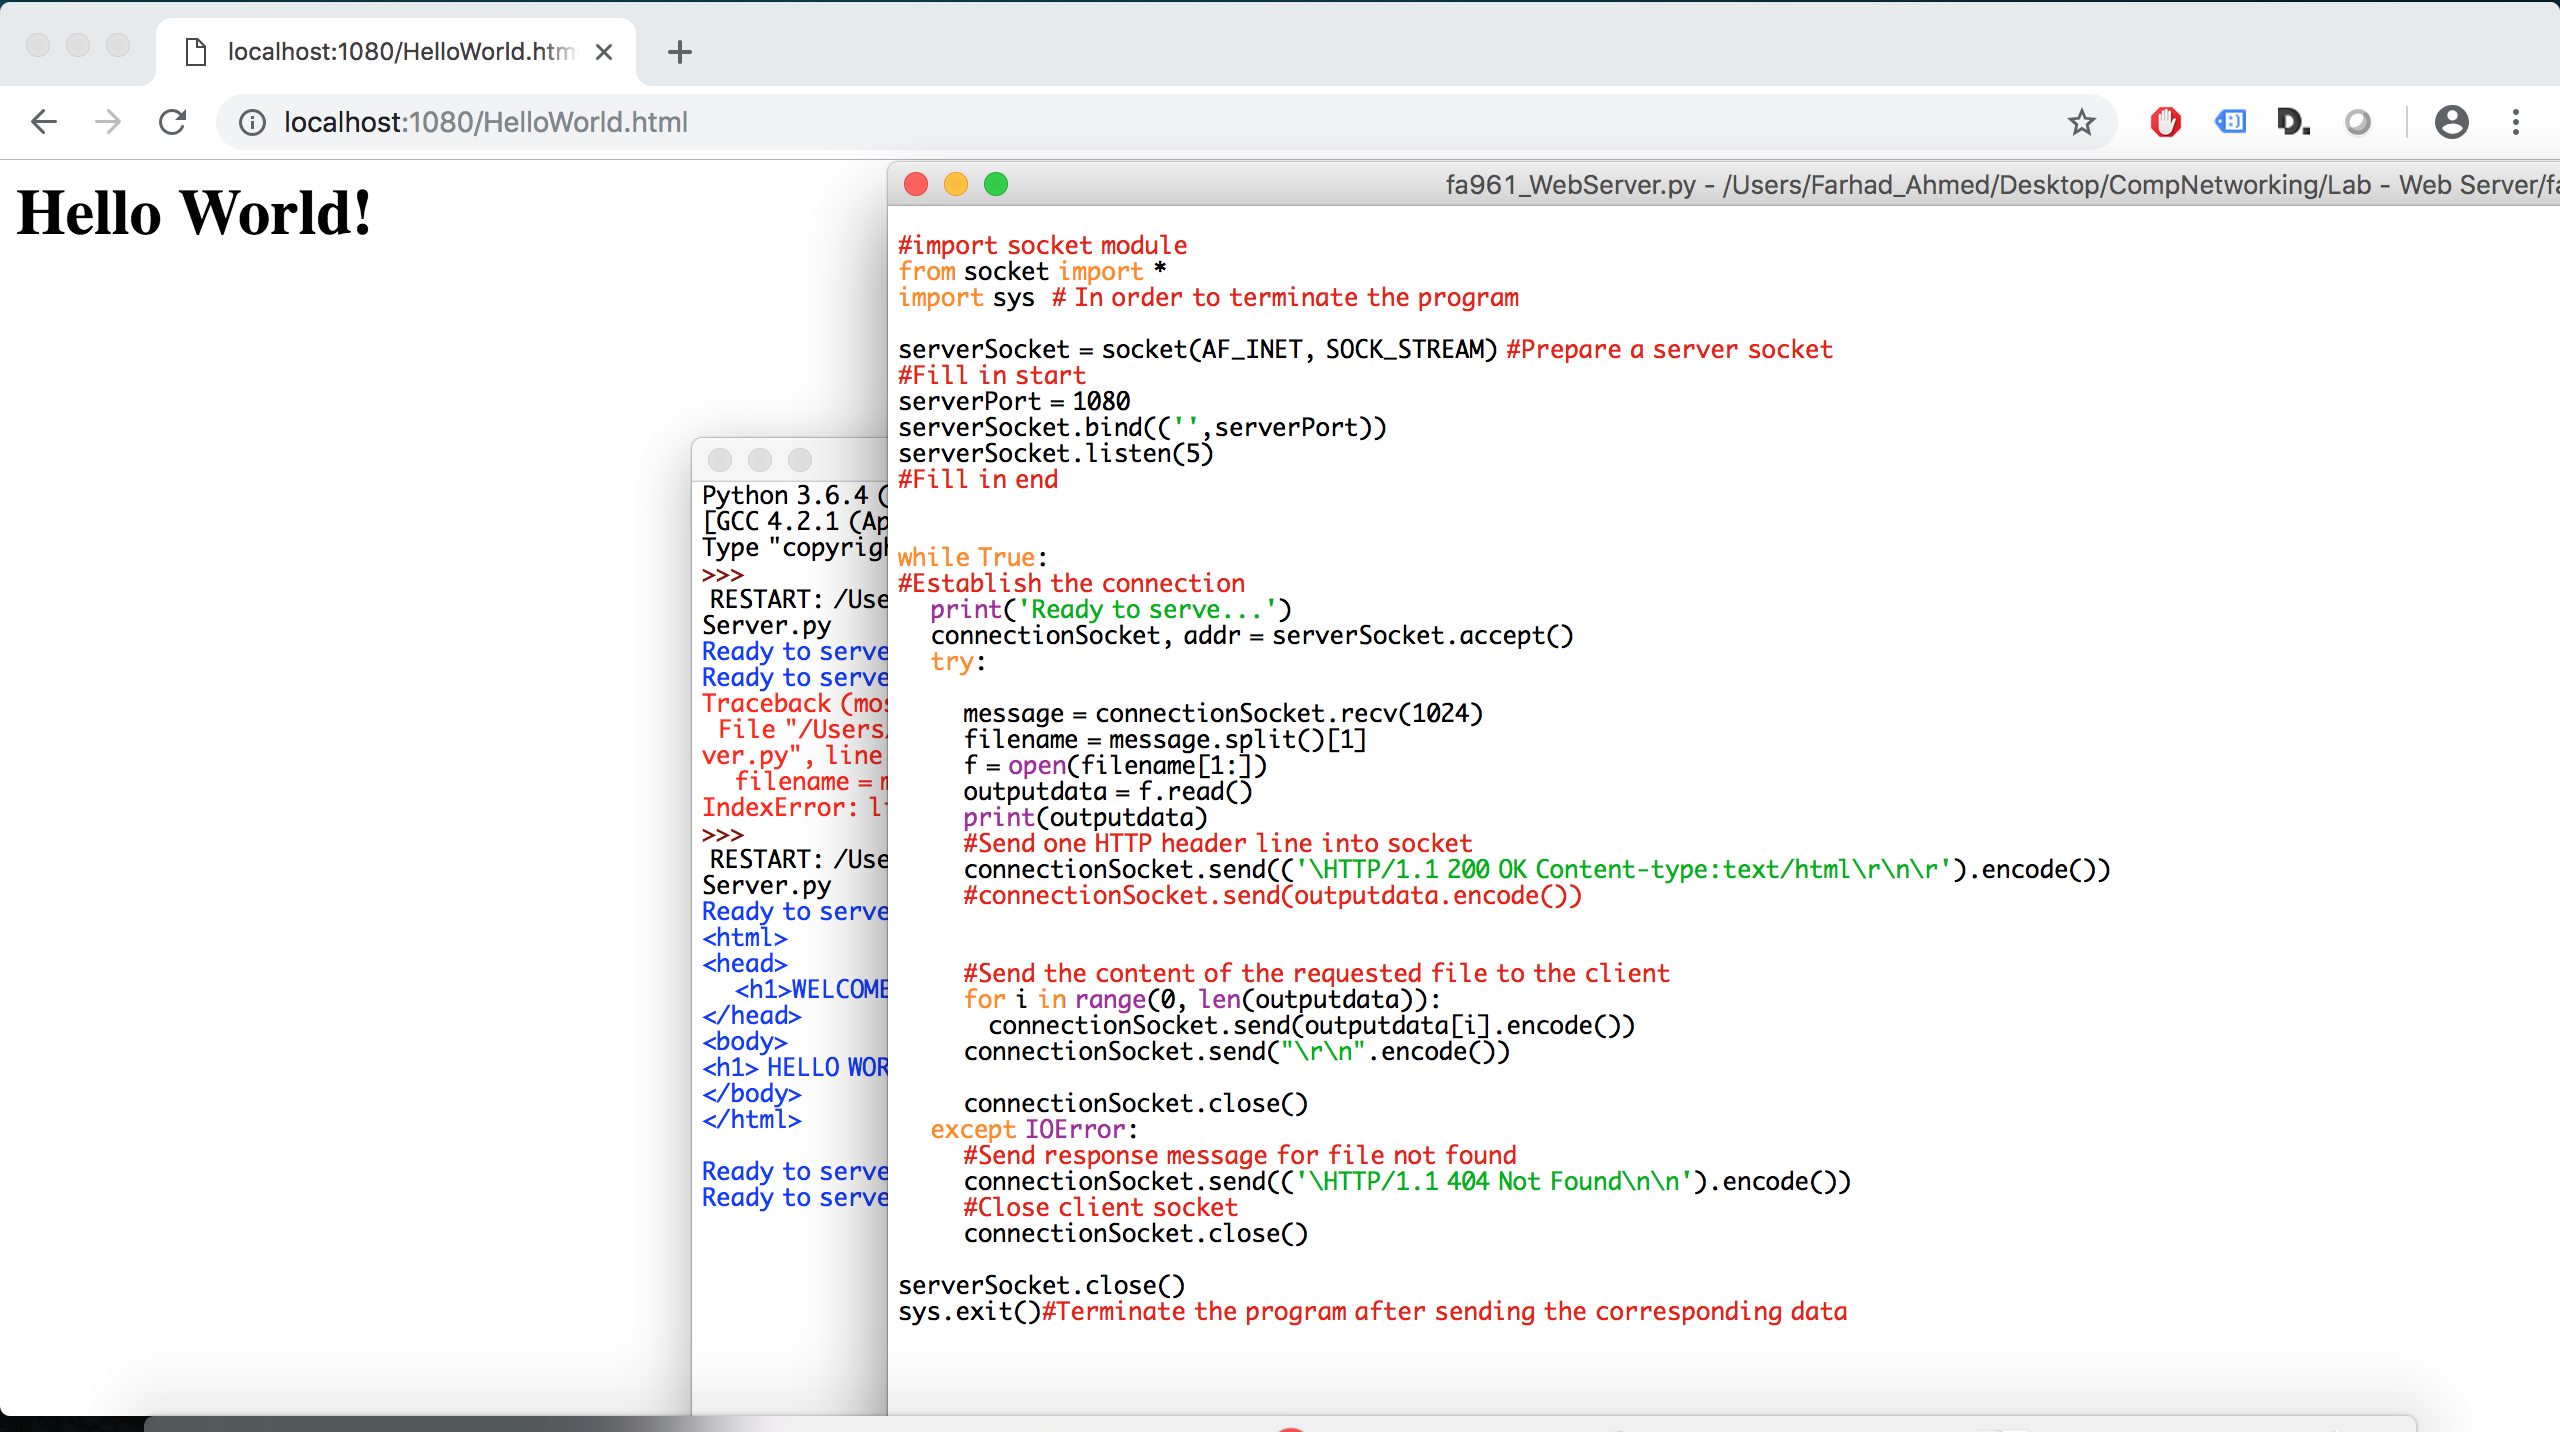 localhost:1080/HelloWorld.htm
localhost:1080/HelloWorld.html
Hello World!
fa961_WebServer.py - /Users/Farhad_Ahmed/Desktop/CompNetworking/Lab - Web Server/fa
#import socket module
from socket import *
import sys  # In order to terminate the program
serverSocket = socket(AF_INET, SOCK_STREAM) #Prepare a server socket
#Fill in start
serverPort = 1080
serverSocket.bind(('',serverPort))
serverSocket.listen(5)
#Fill in end
while True:
#Establish the connection
print('Ready to serve...')
connectionSocket, addr = serverSocket.accept()
try:
message = connectionSocket.recv(1024)
filename = message.split()[1]
f = open(filename[1:])
outputdata = f.read()
print(outputdata)
#Send one HTTP header line into socket
connectionSocket.send(('\HTTP/1.1 200 OK Content-type:text/html\r\n\r').encode())
#connectionSocket.send(outputdata.encode())
#Send the content of the requested file to the client
for i in range(0, len(outputdata)):
connectionSocket.send(outputdata[i].encode())
connectionSocket.send("\r\n".encode())
connectionSocket.close()
except IOError:
#Send response message for file not found
connectionSocket.send(('\HTTP/1.1 404 Not Found\n\n').encode())
#Close client socket
connectionSocket.close()
serverSocket.close()
sys.exit()#Terminate the program after sending the corresponding data
Python 3.6.4 (
[GCC 4.2.1 (Ap
Type "copyrigh
>>>
RESTART: /Use
Server.py
Ready to serve
Ready to serve
Traceback (mos
File "/Users/
ver.py", line
filename = m
IndexError: li
>>>
RESTART: /Use
Server.py
Ready to serve
<html>
<head>
<h1>WELCOME
</head>
<body>
<h1> HELLO WOR
</body>
</html>
Ready to serve
Ready to serve